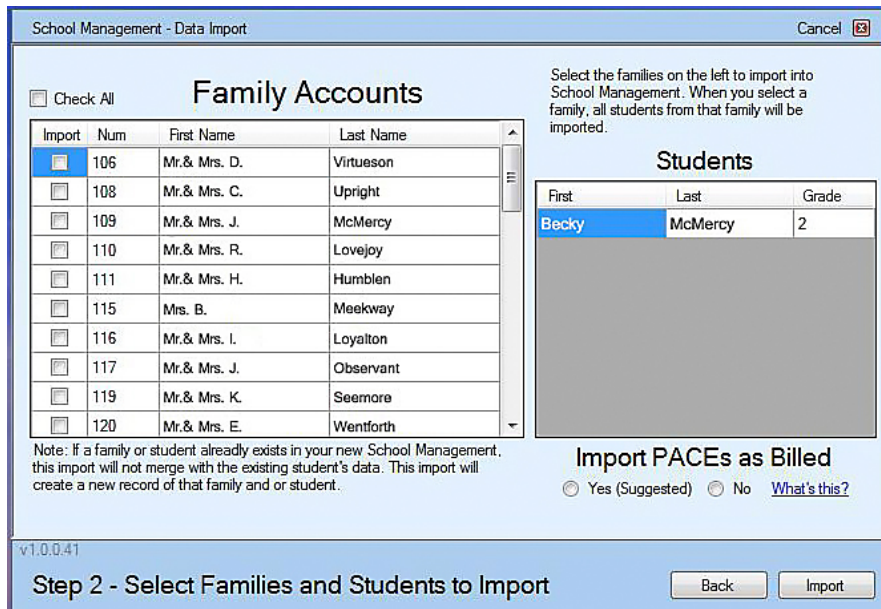 School Management - Data Import
Cancel
Check All
Family Accounts
Select the families on the left to import into
School Management. When you select a
family, all students from that family will be
imported.
Import Num First Name Last Name
106 Mr.& Mrs. D. Virtueson
108 Mr.& Mrs. C. Upright
109 Mr.& Mrs. J. McMercy
110 Mr.& Mrs. R. Lovejoy
111 Mr.& Mrs. H. Humblen
115 Mrs. B. Meekway
116 Mr.& Mrs. I. Loyalton
117 Mr.& Mrs. J. Observant
119 Mr.& Mrs. K. Seemore
120 Mr.& Mrs. E. Wentforth
Students
First Last Grade
Becky McMercy 2
Note: If a family or student alreadly exists in your new School Management,
this import will not merge with the existing student's data. This import will
create a new record of that family and or student.
Import PACEs as Billed
Yes (Suggested) No What's this?
v1.0.0.41
Step 2 - Select Families and Students to Import
Back Import